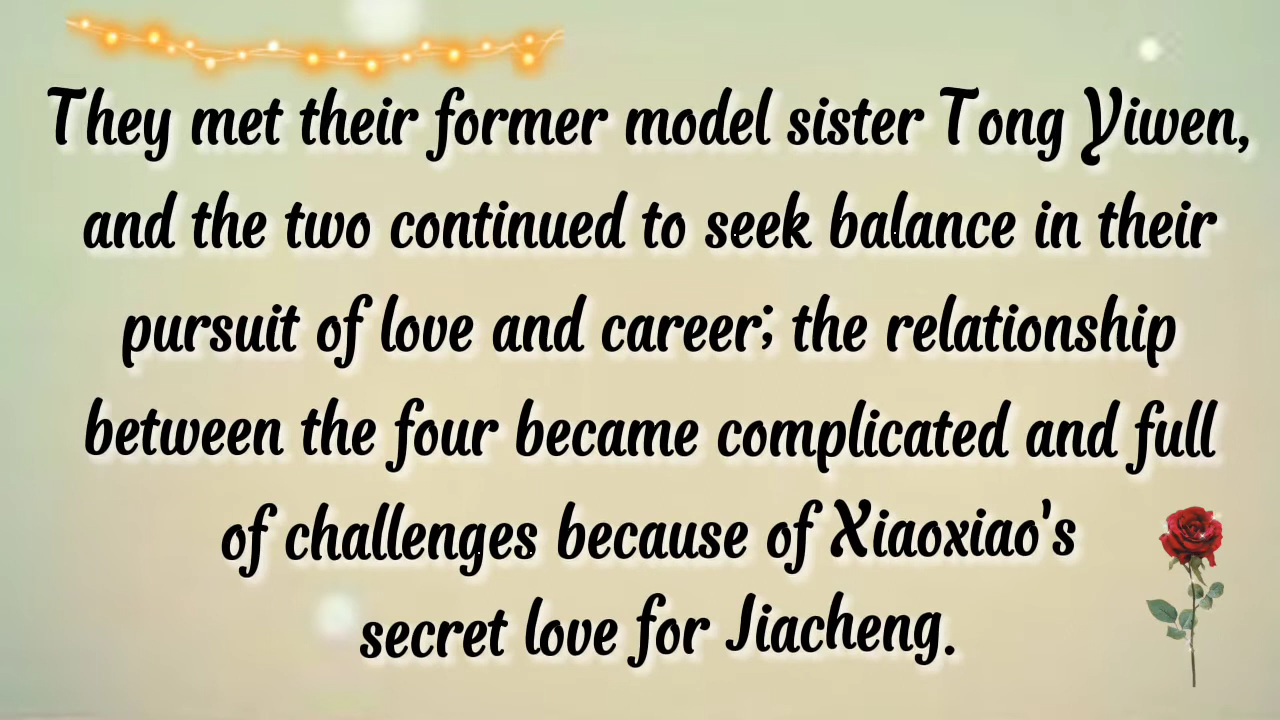 They met their former model sister Tong Yiwen,
and the two continued to seek balance in their
pursuit of love and career; the relationship
between the four became complicated and full
of challenges because of Xiaoxiao's
secret love for Jiacheng.